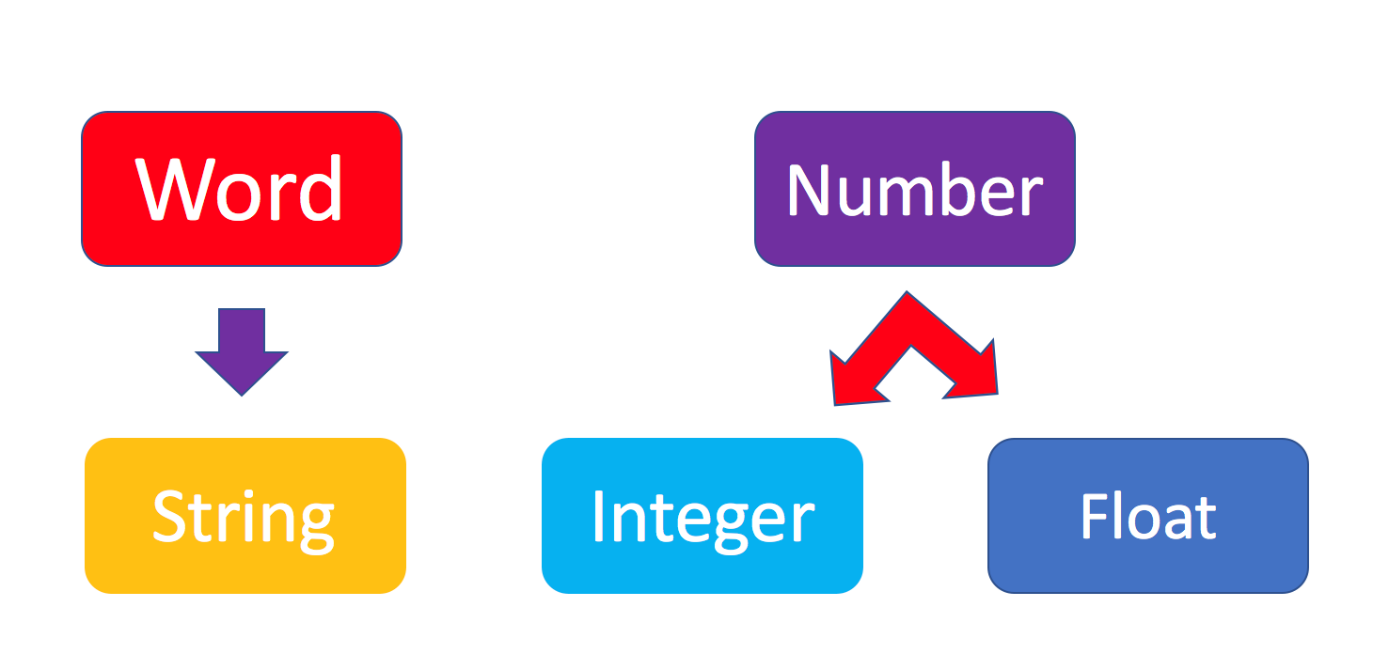 Word
Number
String
Integer
Float